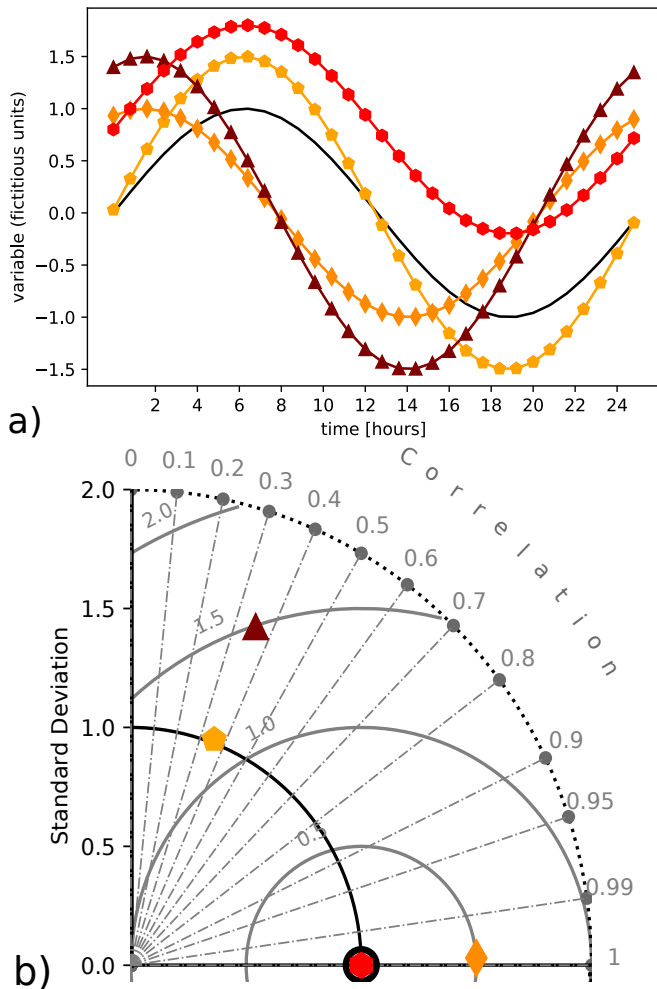 1.5
1.0
0.5
0.0
−0.5
−1.0
−1.5
variable (fictitious units)
2 4 6 8 10 12 14 16 18 20 22 24
time [hours]
a)
Correlation
0 0.1 0.2 0.3 0.4 0.5 0.6 0.7 0.8 0.9 0.95 0.99 1
2.0
1.5
1.0
0.5
0.0
Standard Deviation
2.0
1.5
1.0
0.5
b)